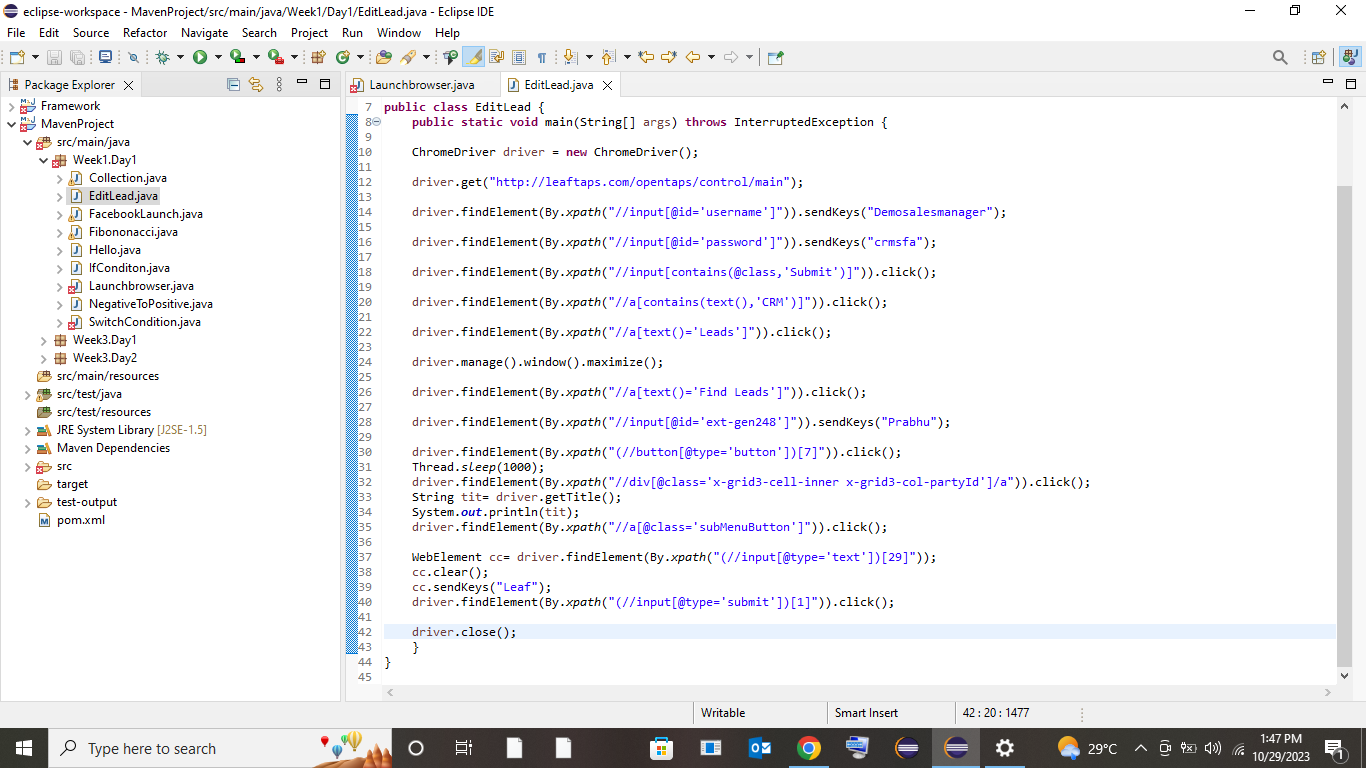 eclipse-workspace - MavenProject/src/main/java/Week1/Day1/EditLead.java - Eclipse IDE
File Edit Source Refactor Navigate Search Project Run Window Help
Package Explorer
Launchbrowser.java
EditLead.java
Framework
MavenProject
src/main/java
Week1.Day1
Collection.java
EditLead.java
FacebookLaunch.java
Fibononacci.java
Hello.java
IfConditon.java
Launchbrowser.java
NegativeToPositive.java
SwitchCondition.java
Week3.Day1
Week3.Day2
src/main/resources
src/test/java
src/test/resources
JRE System Library [J2SE-1.5]
Maven Dependencies
src
target
test-output
pom.xml
7 public class EditLead {
8 public static void main(String[] args) throws InterruptedException {
9
10 ChromeDriver driver = new ChromeDriver();
11
12 driver.get("http://leaftaps.com/opentaps/control/main");
13
14 driver.findElement(By.xpath("//input[@id='username']")).sendKeys("Demosalesmanager");
15
16 driver.findElement(By.xpath("//input[@id='password']")).sendKeys("crmsfa");
17
18 driver.findElement(By.xpath("//input[contains(@class,'Submit')]")).click();
19
20 driver.findElement(By.xpath("//a[contains(text(),'CRM')]")).click();
21
22 driver.findElement(By.xpath("//a[text()='Leads']")).click();
23
24 driver.manage().window().maximize();
25
26 driver.findElement(By.xpath("//a[text()='Find Leads']")).click();
27
28 driver.findElement(By.xpath("//input[@id='ext-gen248']")).sendKeys("Prabhu");
29
30 driver.findElement(By.xpath("(//button[@type='button'])[7]")).click();
31 Thread.sleep(1000);
32 driver.findElement(By.xpath("//div[@class='x-grid3-cell-inner x-grid3-col-partyId']/a")).click();
33 String tit= driver.getTitle();
34 System.out.println(tit);
35 driver.findElement(By.xpath("//a[@class='subMenuButton']")).click();
36
37 WebElement cc= driver.findElement(By.xpath("(//input[@type='text'])[29]"));
38 cc.clear();
39 cc.sendKeys("Leaf");
40 driver.findElement(By.xpath("(//input[@type='submit'])[1]")).click();
41
42 driver.close();
43 }
44 }
45
Writable
Smart Insert
42 : 20 : 1477
Type here to search
29°C
1:47 PM
10/29/2023
1